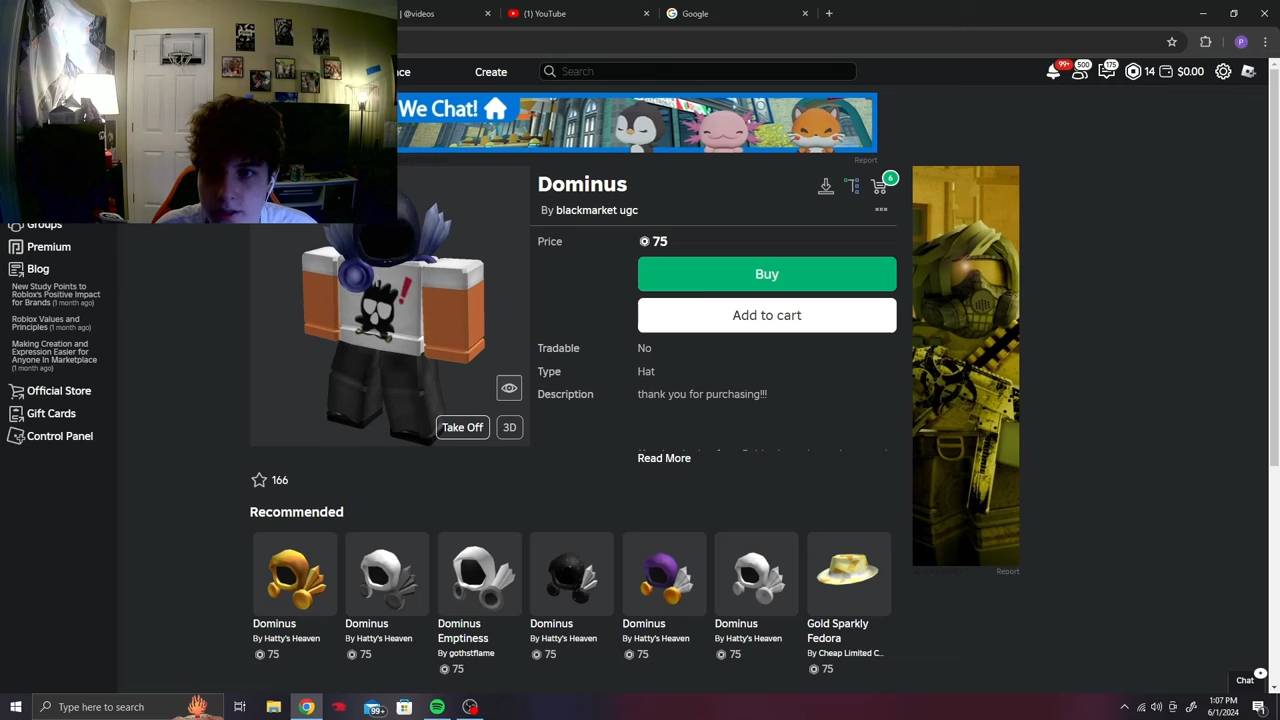 | @videos
(1) YouTube
Google
P
nce
Create
Search
99+
500
175
14
$0.00
We Chat!
Report
Dominus
6
By blackmarket ugc
Price
75
Buy
Add to cart
Tradable
No
Type
Hat
Description
thank you for purchasing!!!
Read More
Take Off
3D
Groups
Premium
Blog
New Study Points to
Roblox's Positive Impact
for Brands (1 month ago)
Roblox Values and
Principles (1 month ago)
Making Creation and
Expression Easier for
Anyone In Marketplace
(1 month ago)
Official Store
Gift Cards
Control Panel
166
Recommended
Report
Dominus
By Hatty's Heaven
75
Dominus
By Hatty's Heaven
75
Dominus
Emptiness
By gothstflame
75
Dominus
By Hatty's Heaven
75
Dominus
By Hatty's Heaven
75
Dominus
By Hatty's Heaven
75
Gold Sparkly
Fedora
By Cheap Limited C...
75
Chat
Type here to search
99+
1:07 PM
6/1/2024